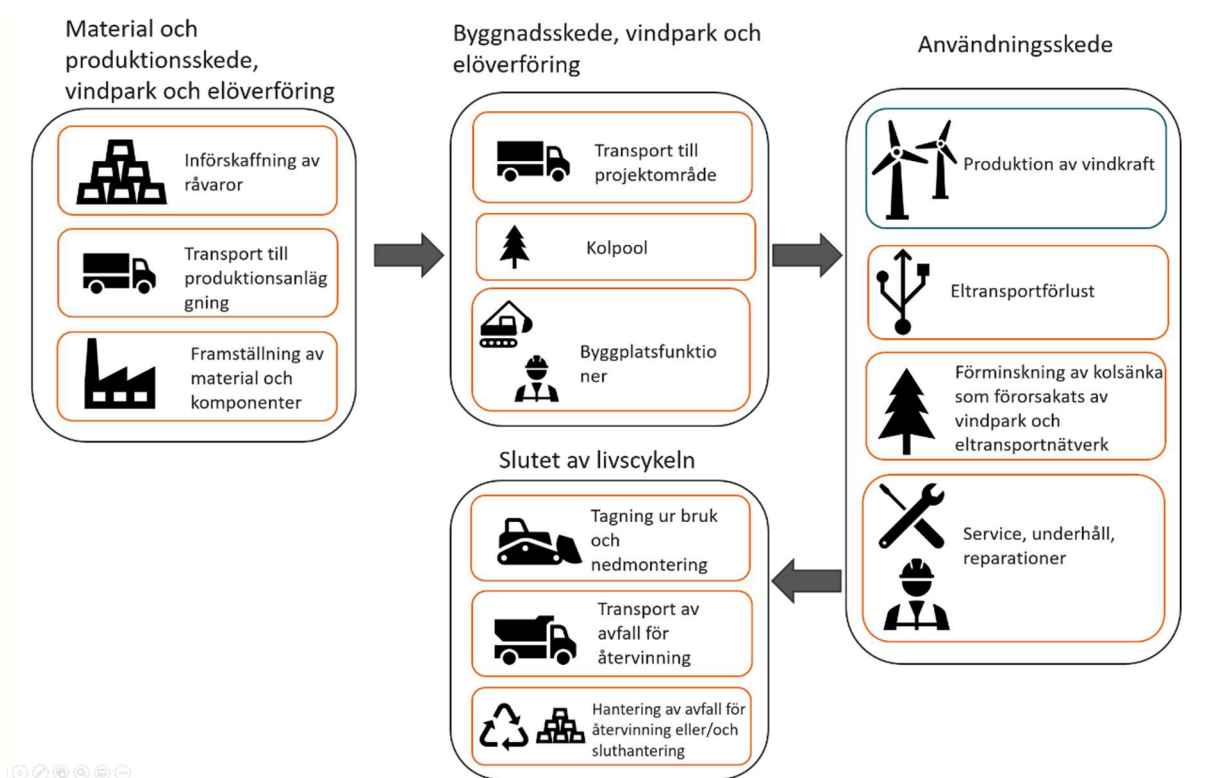 Material och
produktionsskede,
vindpark och elöverföring
Införskaffning av
råvaror
Transport till
produktionsanläg
gning
Framställning av
material och
komponenter
Byggnadsskede, vindpark och
elöverföring
Transport till
projektområde
Kolpool
Byggplatsfunktio
ner
Användningsskede
Produktion av vindkraft
Eltransportförlust
Förminskning av kolsänka
som förorsakats av
vindpark och
eltransportnätverk
Service, underhåll,
reparationer
Slutet av livscykeln
Tagning ur bruk
och
nedmontering
Transport av
avfall för
återvinning
Hantering av avfall för
återvinning eller/och
sluthantering